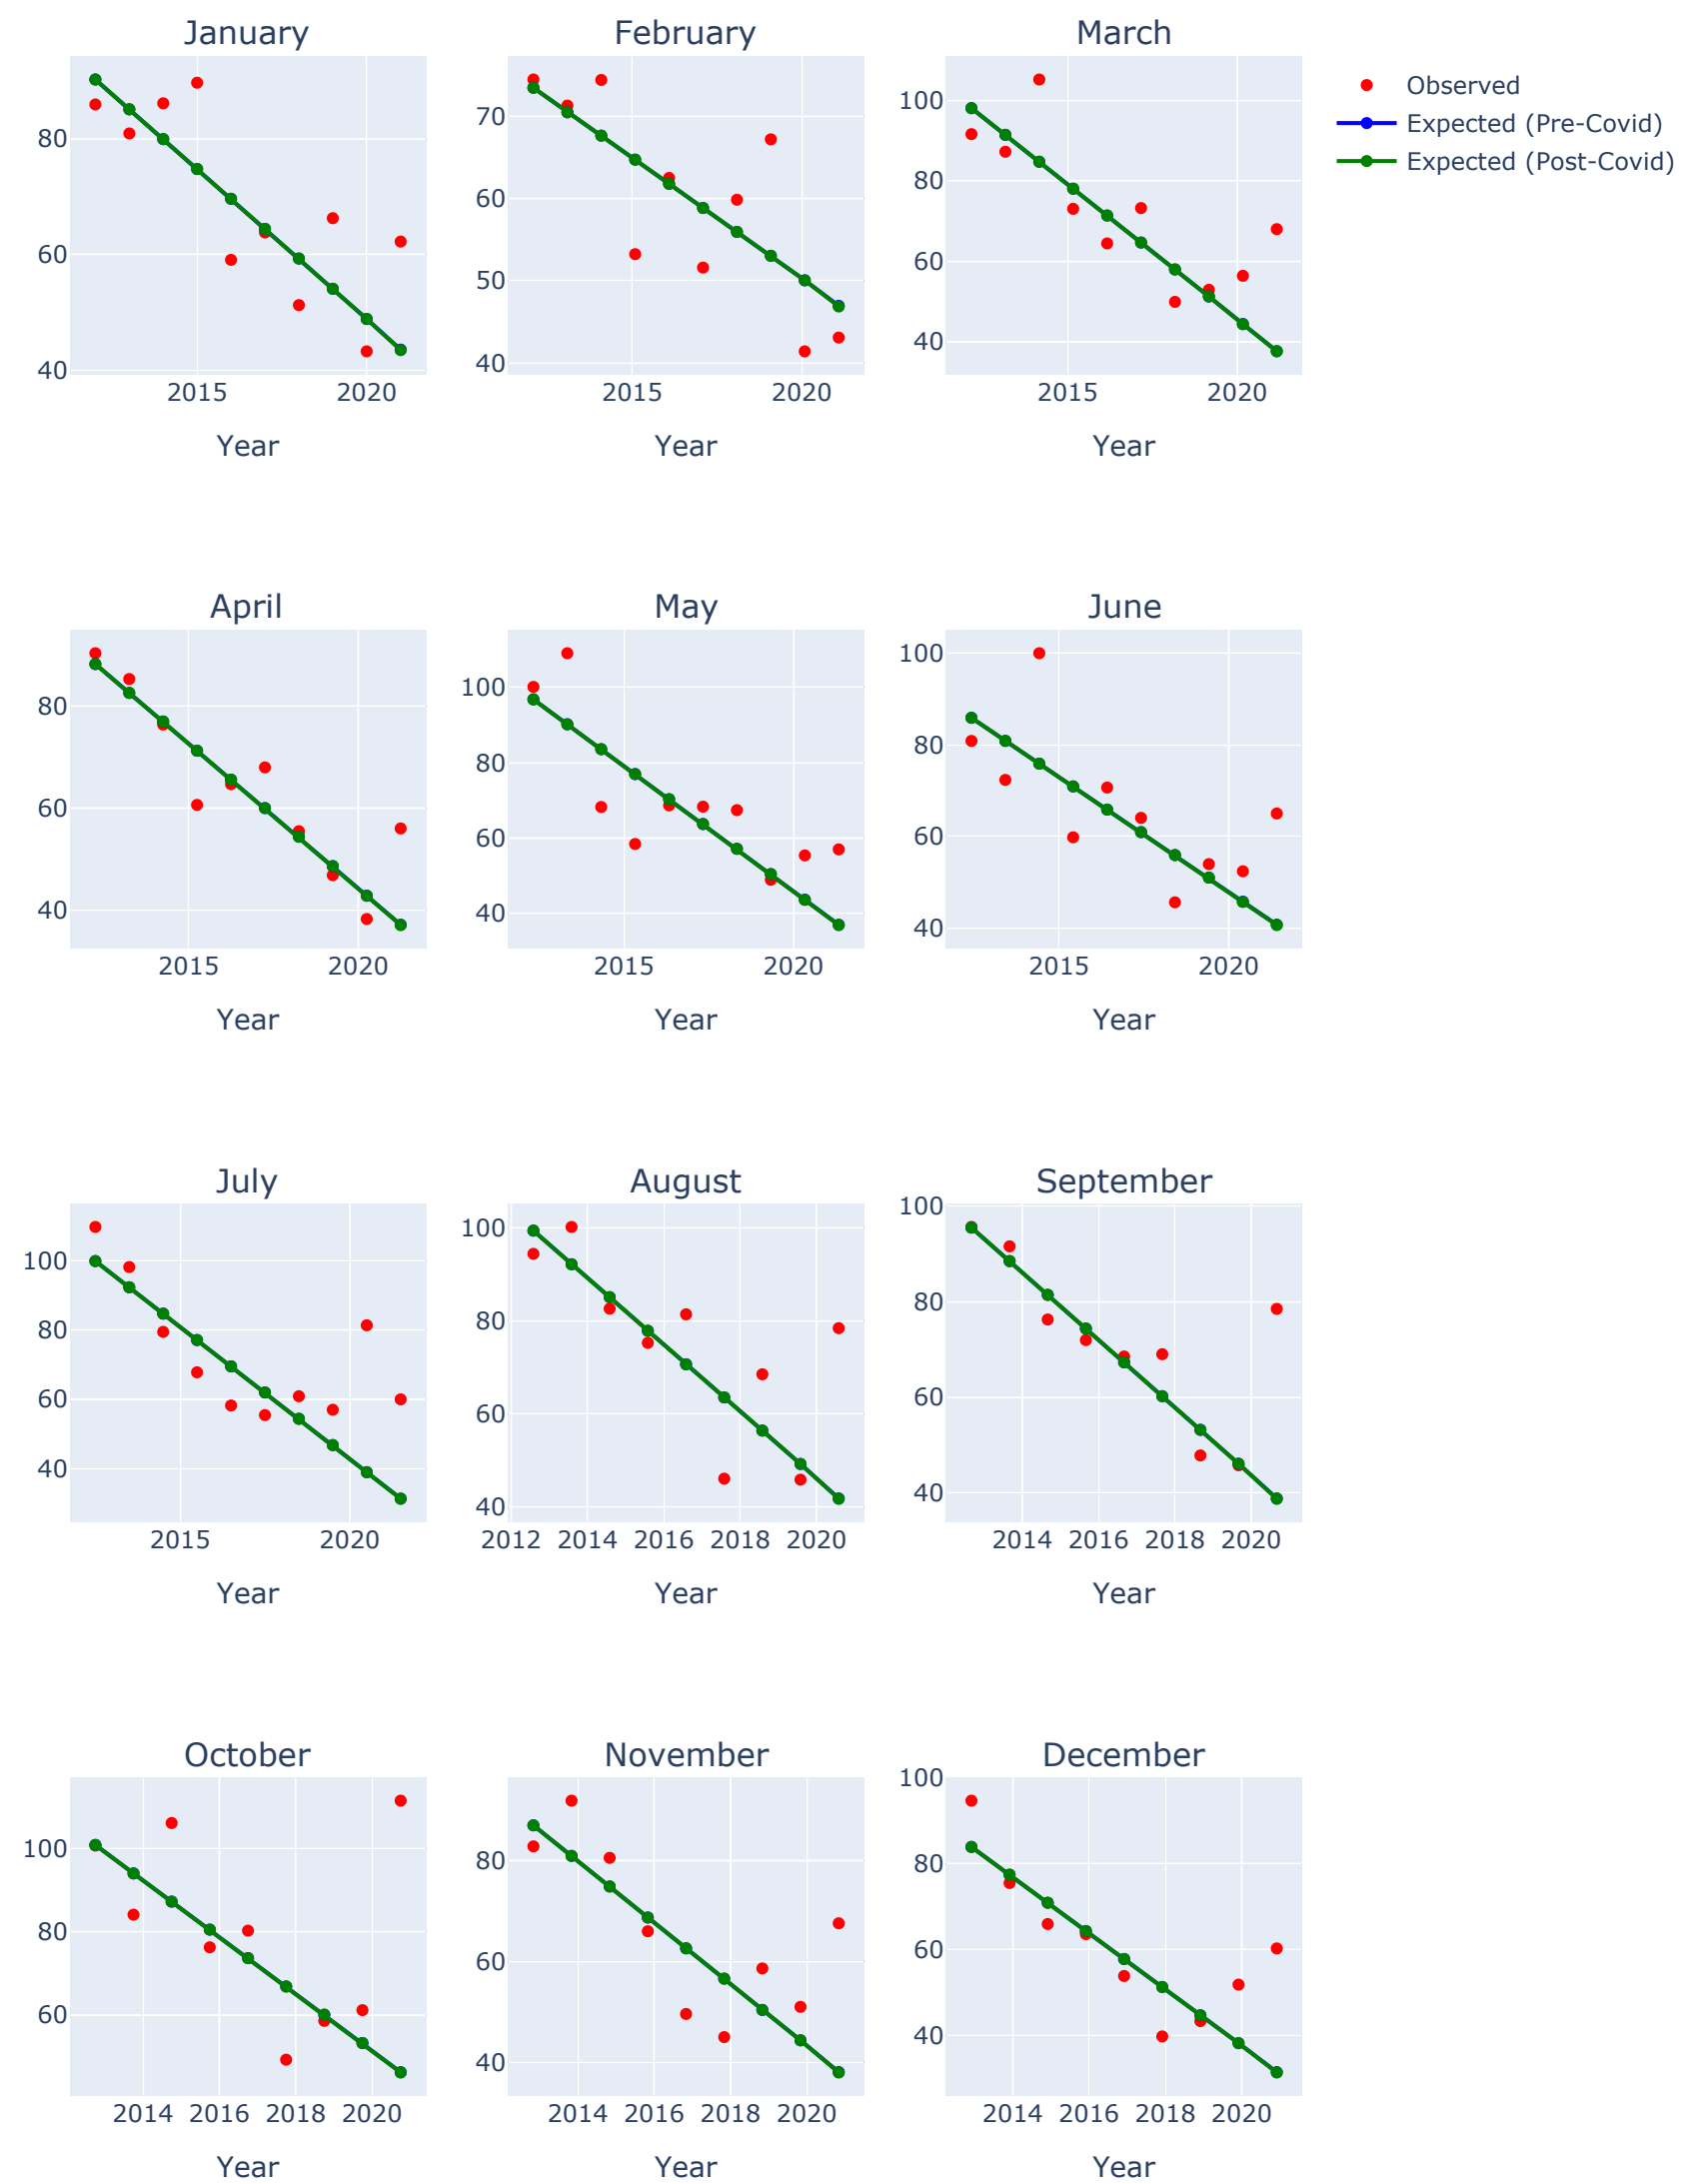 January February March
Observed
Expected (Pre-Covid)
Expected (Post-Covid)
80
60
40
70
60
50
40
100
80
60
40
2015 2020 2015 2020 2015 2020
Year Year Year
April May June
80
60
40
100
80
60
40
100
80
60
40
2015 2020 2015 2020 2015 2020
Year Year Year
July August September
100
80
60
40
100
80
60
40
100
80
60
40
2015 2020 2012 2014 2016 2018 2020 2014 2016 2018 2020
Year Year Year
October November December
100
80
60
80
60
40
100
80
60
40
2014 2016 2018 2020 2014 2016 2018 2020 2014 2016 2018 2020
Year Year Year